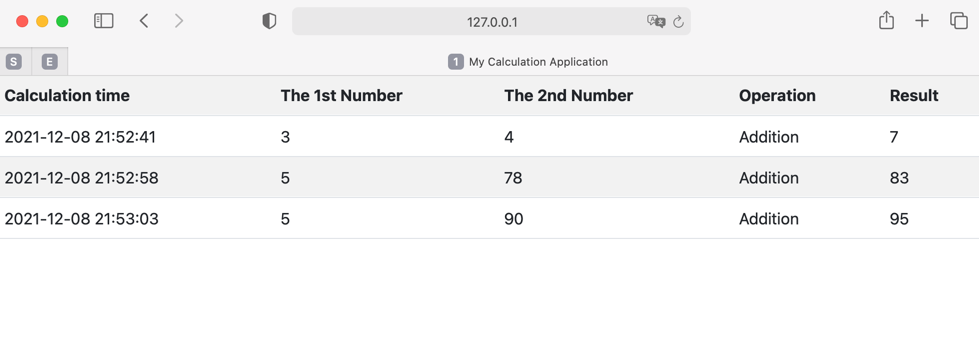 127.0.0.1
S E 1 My Calculation Application
Calculation time The 1st Number The 2nd Number Operation Result
2021-12-08 21:52:41 3 4 Addition 7
2021-12-08 21:52:58 5 78 Addition 83
2021-12-08 21:53:03 5 90 Addition 95